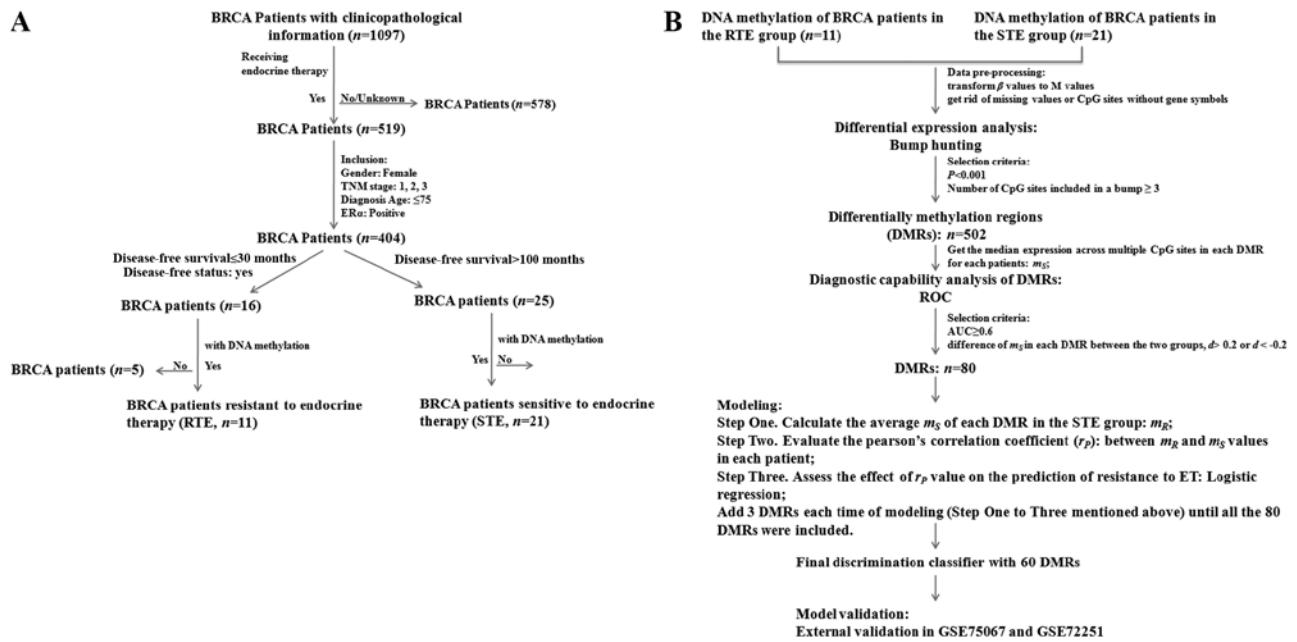 A
BRCA Patients with clinicopathological
information (n=1097)
Receiving
endocrine therapy
Yes
No/Unknown
BRCA Patients (n=578)
BRCA Patients (n=519)
Inclusion:
Gender: Female
TNM stage: 1, 2, 3
Diagnosis Age: ≤75
ERα: Positive
BRCA Patients (n=404)
Disease-free survival≤30 months
Disease-free status: yes
Disease-free survival>100 months
BRCA patients (n=16)
BRCA patients (n=25)
with DNA methylation
with DNA methylation
BRCA patients (n=5)
No
Yes
Yes
No
BRCA patients resistant to endocrine
therapy (RTE, n=11)
BRCA patients sensitive to endocrine
therapy (STE, n=21)
B
DNA methylation of BRCA patients in
the RTE group (n=11)
DNA methylation of BRCA patients in
the STE group (n=21)
Data pre-processing:
transform β values to M values
get rid of missing values or CpG sites without gene symbols
Differential expression analysis:
Bump hunting
Selection criteria:
P<0.001
Number of CpG sites included in a bump ≥ 3
Differentially methylation regions
(DMRs): n=502
Get the median expression across multiple CpG sites in each DMR
for each patients: mS;
Diagnostic capability analysis of DMRs:
ROC
Selection criteria:
AUC≥0.6
difference of mS in each DMR between the two groups, d> 0.2 or d < -0.2
DMRs: n=80
Modeling:
Step One. Calculate the average mS of each DMR in the STE group: mR;
Step Two. Evaluate the pearson's correlation coefficient (rP): between mR and mS values
in each patient;
Step Three. Assess the effect of rP value on the prediction of resistance to ET: Logistic
regression;
Add 3 DMRs each time of modeling (Step One to Three mentioned above) until all the 80
DMRs were included.
Final discrimination classifier with 60 DMRs
Model validation:
External validation in GSE75067 and GSE72251